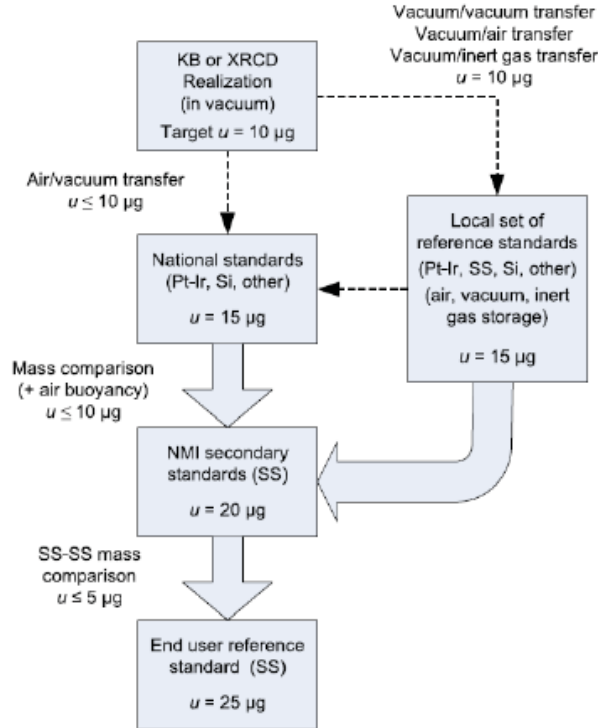 Vacuum/vacuum transfer
Vacuum/air transfer
Vacuum/inert gas transfer
u = 10 µg
KB or XRCD
Realization
(in vacuum)
Target u = 10 µg
Air/vacuum transfer
u ≤ 10 µg
Local set of
reference standards
(Pt-Ir, SS, Si, other)
(air, vacuum, inert
gas storage)
u = 15 µg
National standards
(Pt-Ir, Si, other)
u = 15 µg
Mass comparison
(+ air buoyancy)
u ≤ 10 µg
NMI secondary
standards (SS)
u = 20 µg
SS-SS mass
comparison
u ≤ 5 µg
End user reference
standard (SS)
u = 25 µg